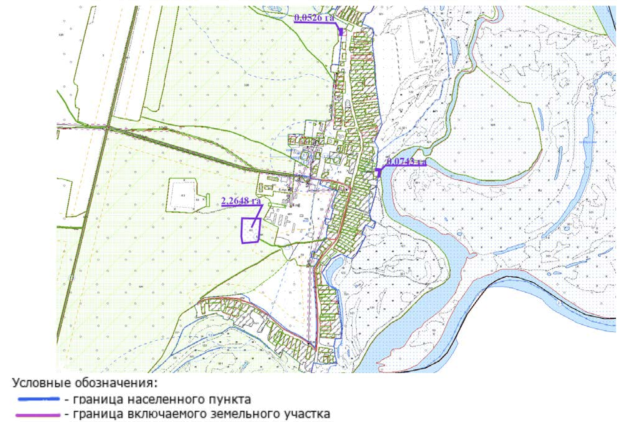 0.0526 га
0.0743 га
2.2648 га
Условные обозначения:
- граница населенного пункта
- граница включаемого земельного участка